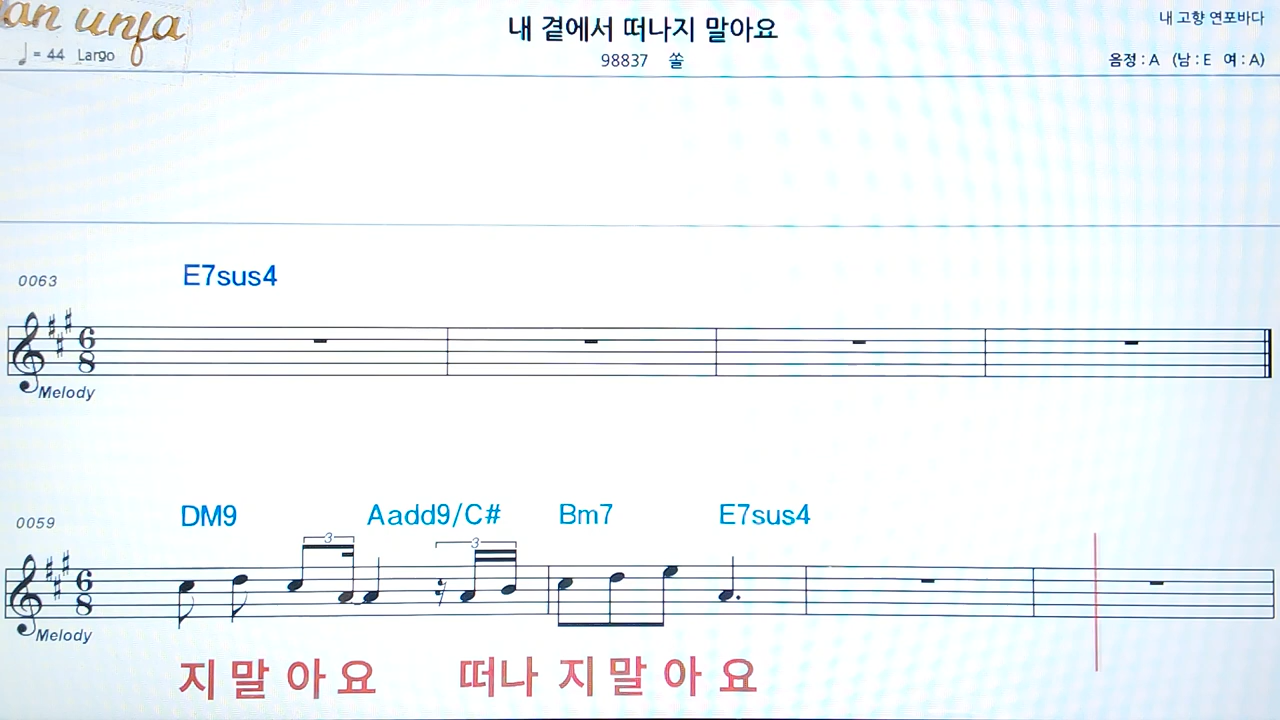 an unfa
♩ = 44 Largo
내 곁에서 떠나지 말아요
98837 쏠
내 고향 연포바다
음정 : A (남 : E 여 : A)
0063
E7sus4
6
8
Melody
0059
DM9 Aadd9/C# Bm7 E7sus4
3 3
6
8
Melody
지 말 아 요 떠나 지 말 아 요